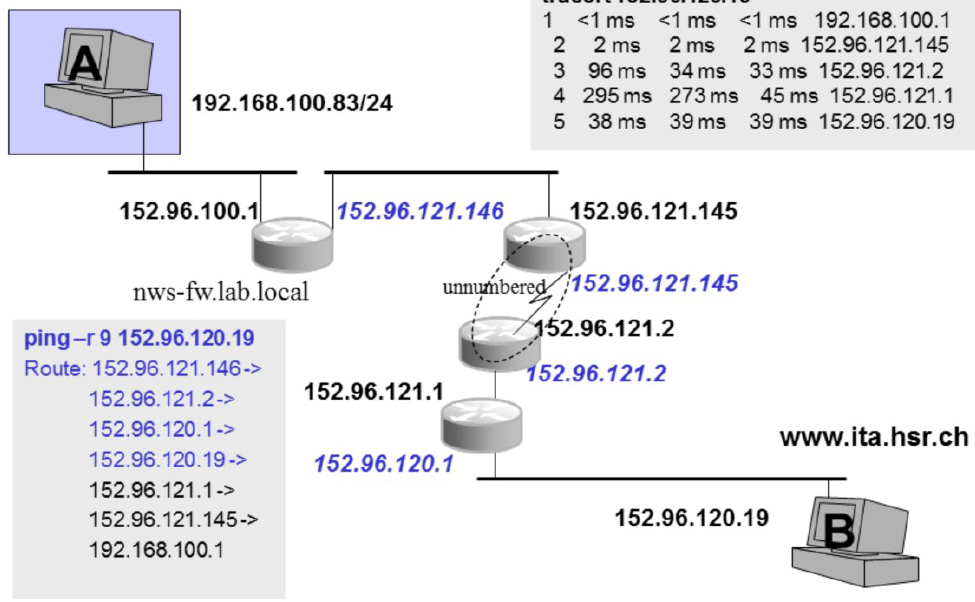 1 <1 ms <1 ms <1 ms 192.168.100.1
2 2 ms 2 ms 2 ms 152.96.121.145
3 96 ms 34 ms 33 ms 152.96.121.2
4 295 ms 273 ms 45 ms 152.96.121.1
5 38 ms 39 ms 39 ms 152.96.120.19
A
192.168.100.83/24
152.96.100.1
152.96.121.146
152.96.121.145
nws-fw.lab.local
unnumbered
152.96.121.145
152.96.121.2
152.96.121.2
152.96.121.1
152.96.120.1
ping –r 9 152.96.120.19
Route: 152.96.121.146 ->
152.96.121.2 ->
152.96.120.1 ->
152.96.120.19 ->
152.96.121.1 ->
152.96.121.145 ->
192.168.100.1
www.ita.hsr.ch
152.96.120.19
B